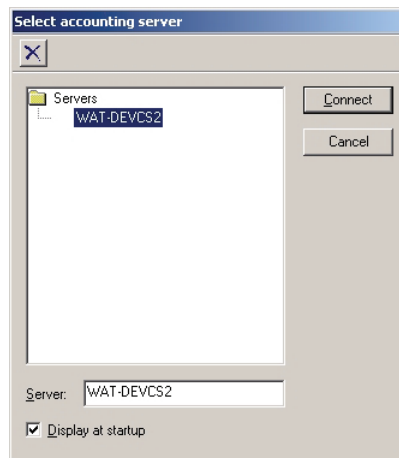 Select accounting server
Servers
WAT-DEVCS2
Connect
Cancel
Server: WAT-DEVCS2
Display at startup